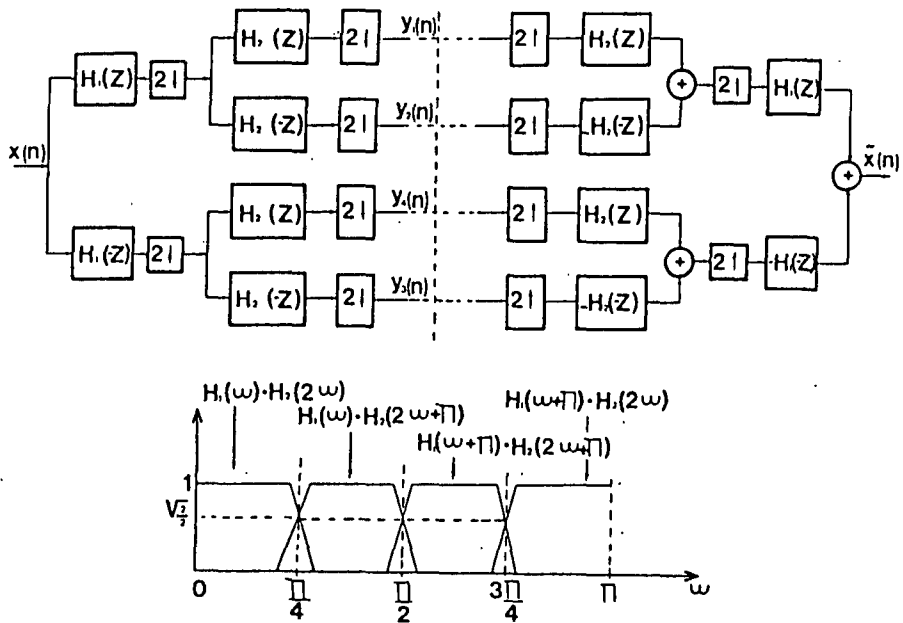 H₂ (Z) 2↓ y₁(n) 2↑ H₂(Z)
H₁(Z) 2↓ + 2↑ H₁(Z)
H₂ (-Z) 2↓ y₂(n) 2↑ -H₂(-Z)
x(n) + x̃(n)
H₂ (Z) 2↓ y₄(n) 2↑ H₂(Z)
H₁(-Z) 2↓ + 2↑ -H₁(-Z)
H₂ (-Z) 2↓ y₃(n) 2↑ -H₂(-Z)
H₁(ω)·H₂(2ω)
H₁(ω)·H₂(2ω+Π)
H₁(ω+Π)·H₂(2ω)
H₁(ω+Π)·H₂(2ω+Π)
1
√2/2
0 Π/4 Π/2 3Π/4 Π ω